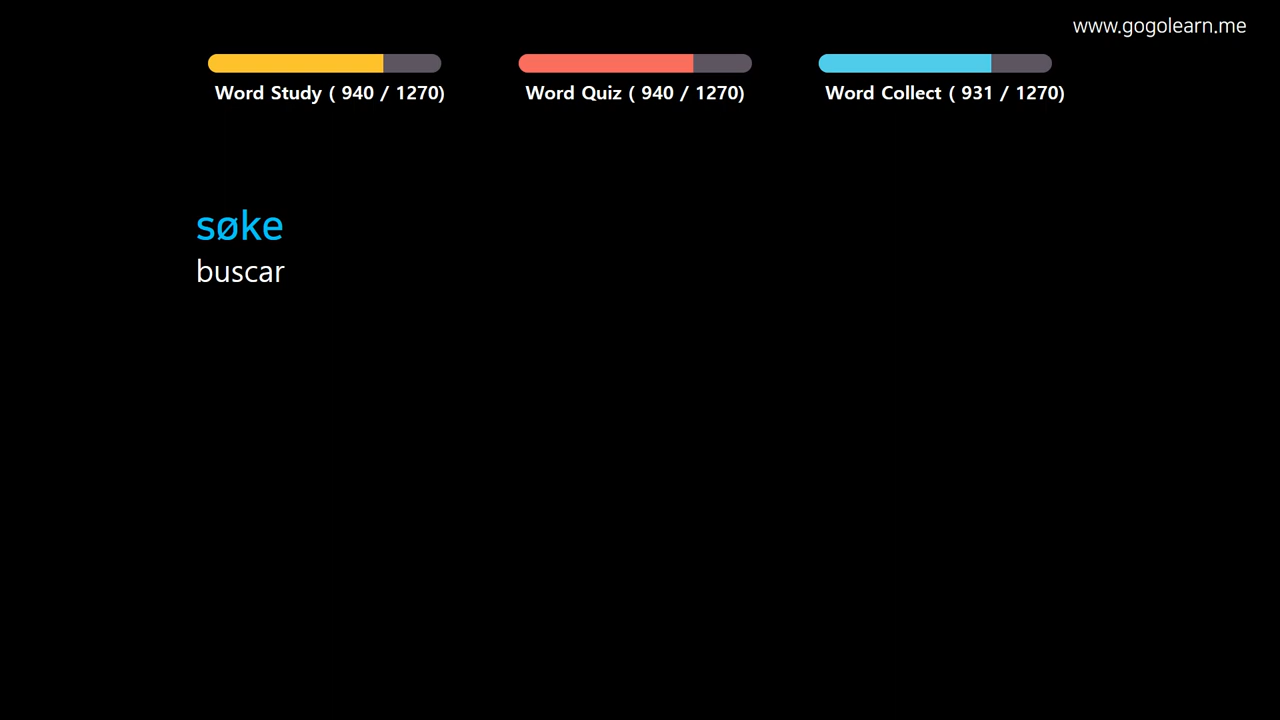 www.gogolearn.me
Word Study ( 940 / 1270)
Word Quiz ( 940 / 1270)
Word Collect ( 931 / 1270)
søke
buscar